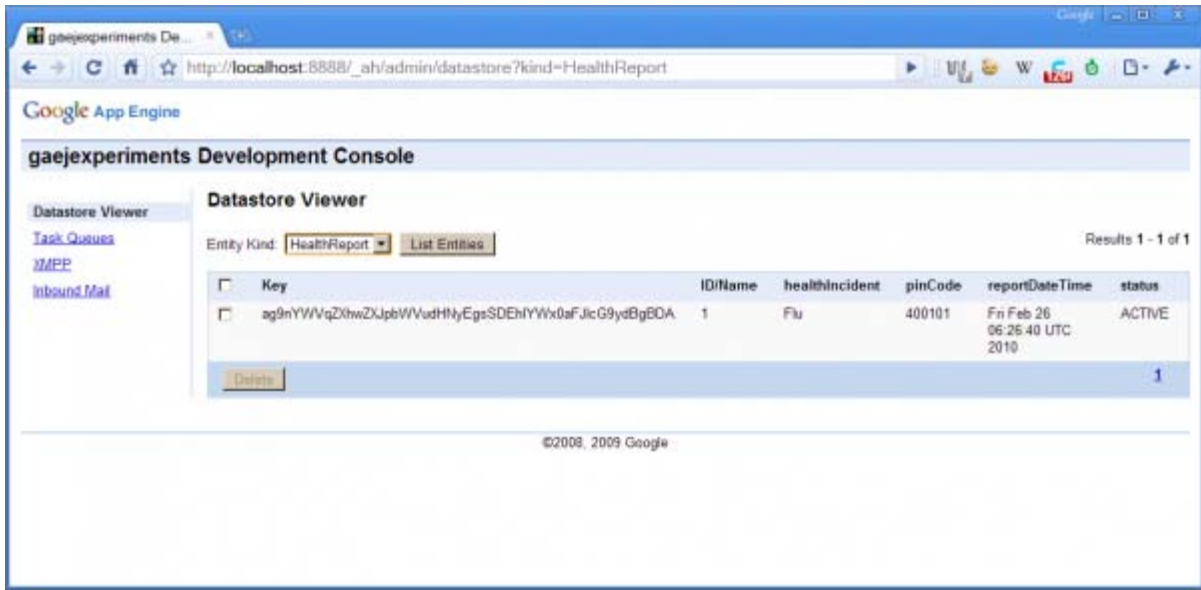 Google
gaejexperiments De...
http://localhost:8888/_ah/admin/datastore?kind=HealthReport
Google App Engine
gaejexperiments Development Console
Datastore Viewer
Task Queues
XMPP
Inbound Mail
Datastore Viewer
Entity Kind: HealthReport List Entities
Results 1 - 1 of 1
Key ID/Name healthIncident pinCode reportDateTime status
1 Flu 400101 Fri Feb 26 ACTIVE
06:26:40 UTC
2010
Delete
1
©2008, 2009 Google